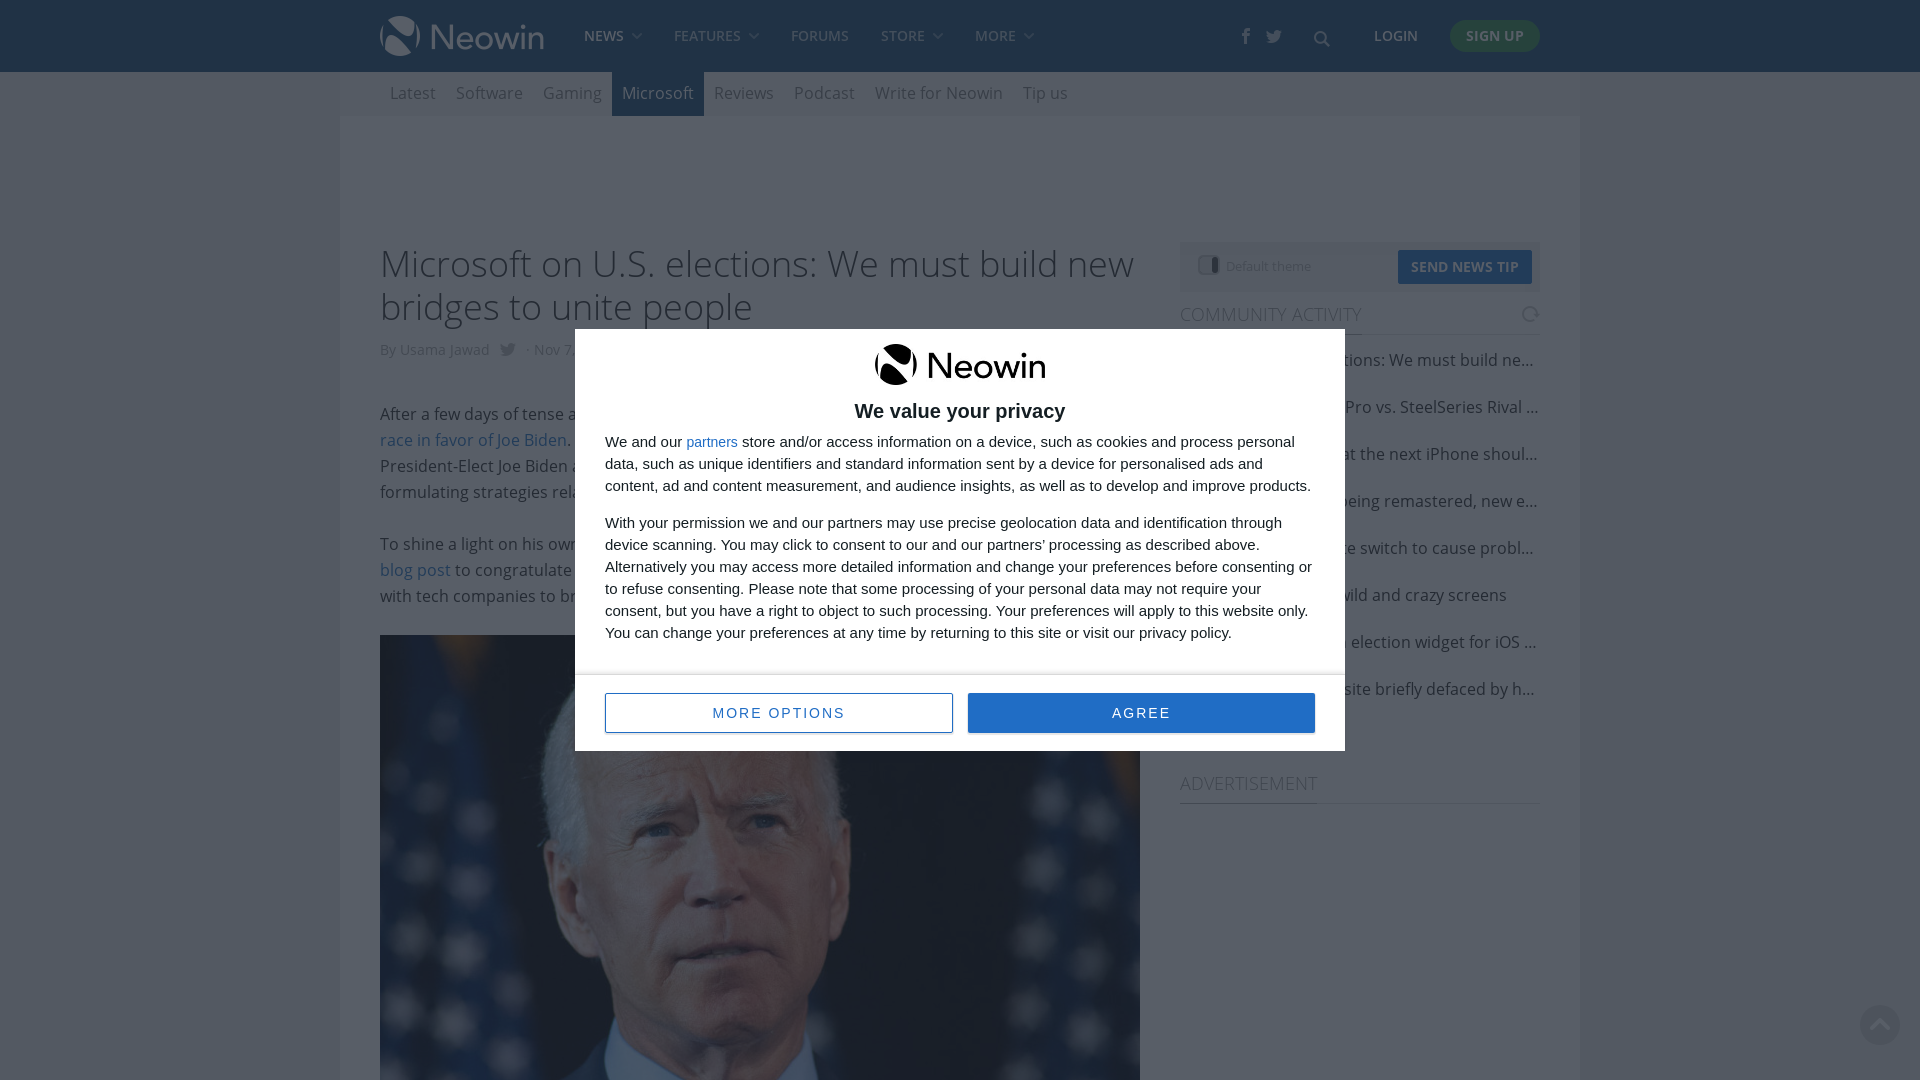 Neowin
NEWS
FEATURES
FORUMS
STORE
MORE
LOGIN
SIGN UP
Latest
Software
Gaming
Microsoft
Reviews
Podcast
Write for Neowin
Tip us
Microsoft on U.S. elections: We must build new
bridges to unite people
By Usama Jawad · Nov 7,
After a few days of tense
race in favor of Joe Biden.
President-Elect Joe Biden
formulating strategies
To shine a light on his own
blog post to congratulate
with tech companies to
Default theme
SEND NEWS TIP
COMMUNITY ACTIVITY
We must build ne...
Pro vs. SteelSeries Rival ...
the next iPhone shoul...
being remastered, new e...
switch to cause probl...
wild and crazy screens
election widget for iOS ...
site briefly defaced by h...
ADVERTISEMENT
Neowin
We value your privacy
We and our partners store and/or access information on a device, such as cookies and process personal
data, such as unique identifiers and standard information sent by a device for personalised ads and
content, ad and content measurement, and audience insights, as well as to develop and improve products.
With your permission we and our partners may use precise geolocation data and identification through
device scanning. You may click to consent to our and our partners’ processing as described above.
Alternatively you may access more detailed information and change your preferences before consenting or
to refuse consenting. Please note that some processing of your personal data may not require your
consent, but you have a right to object to such processing. Your preferences will apply to this website only.
You can change your preferences at any time by returning to this site or visit our privacy policy.
MORE OPTIONS
AGREE